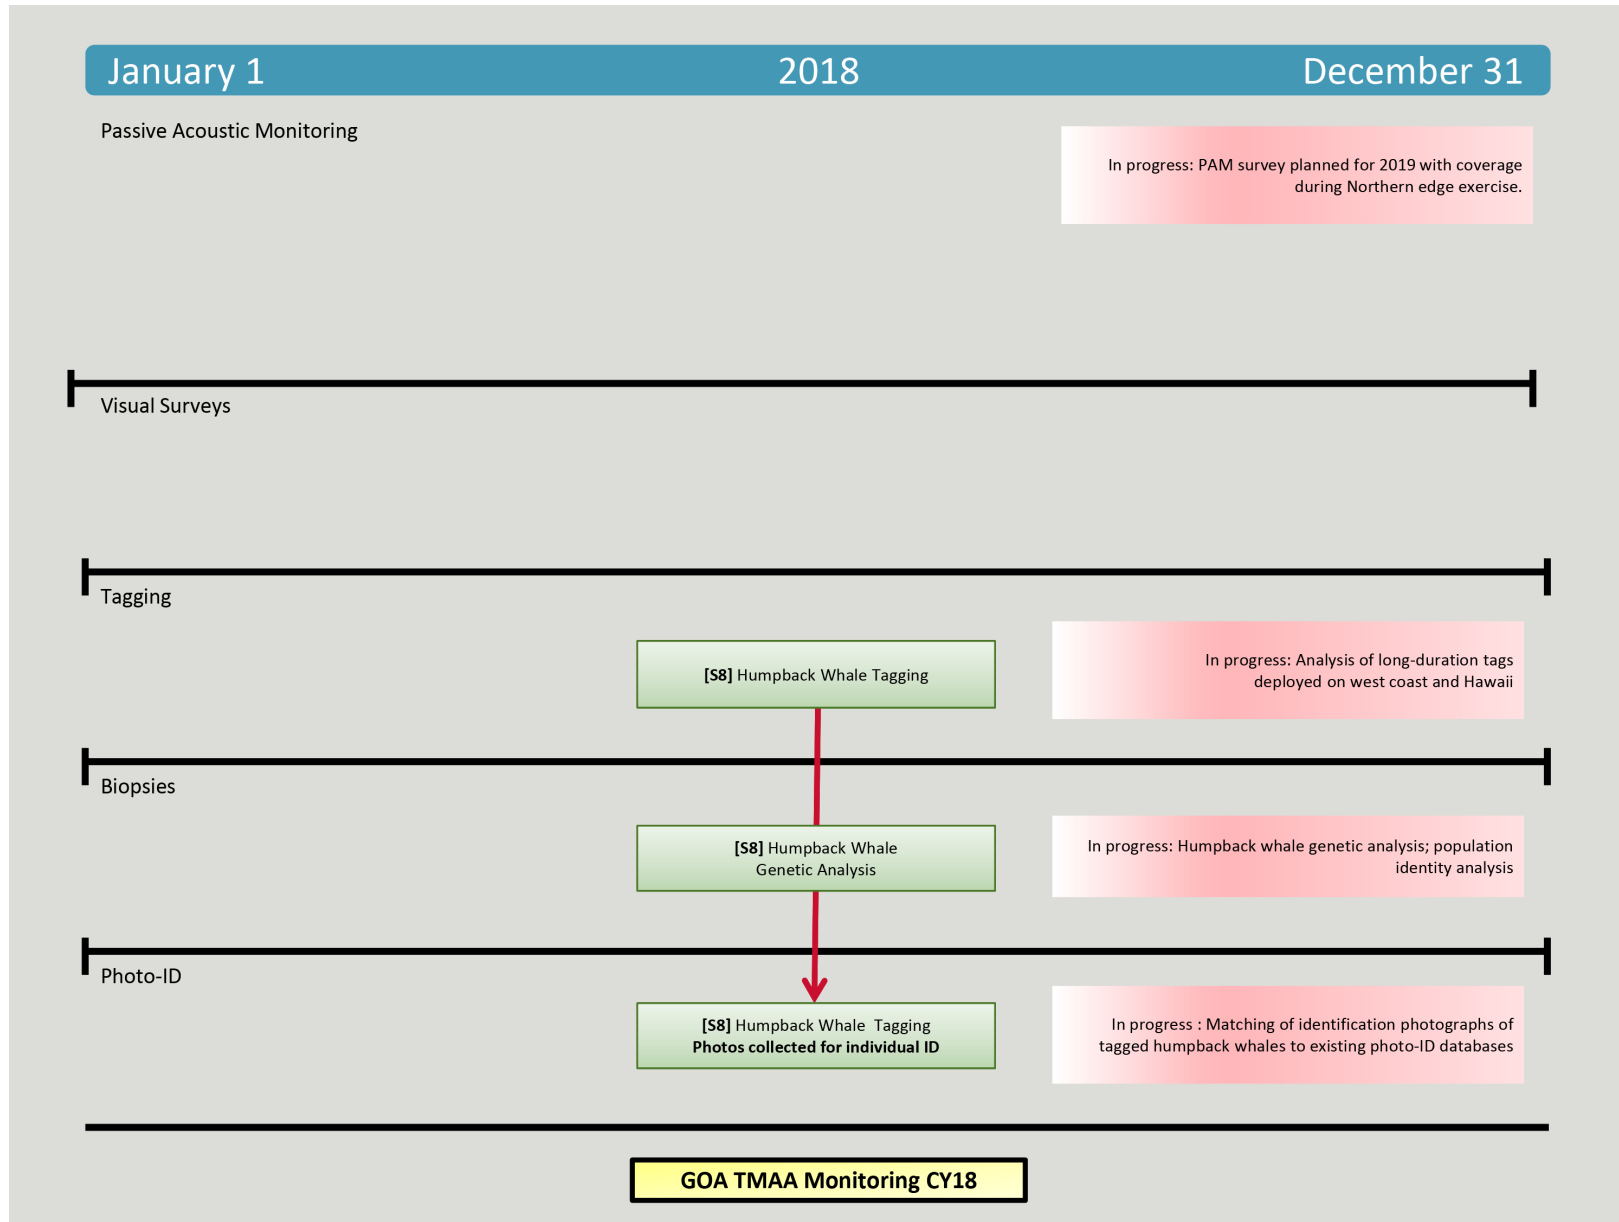 January 1 2018 December 31
Passive Acoustic Monitoring
In progress: PAM survey planned for 2019 with coverage
during Northern edge exercise.
Visual Surveys
Tagging
[S8] Humpback Whale Tagging
In progress: Analysis of long-duration tags
deployed on west coast and Hawaii
Biopsies
[S8] Humpback Whale
Genetic Analysis
In progress: Humpback whale genetic analysis; population
identity analysis
Photo-ID
[S8] Humpback Whale  Tagging
Photos collected for individual ID
In progress : Matching of identification photographs of
tagged humpback whales to existing photo-ID databases
GOA TMAA Monitoring CY18